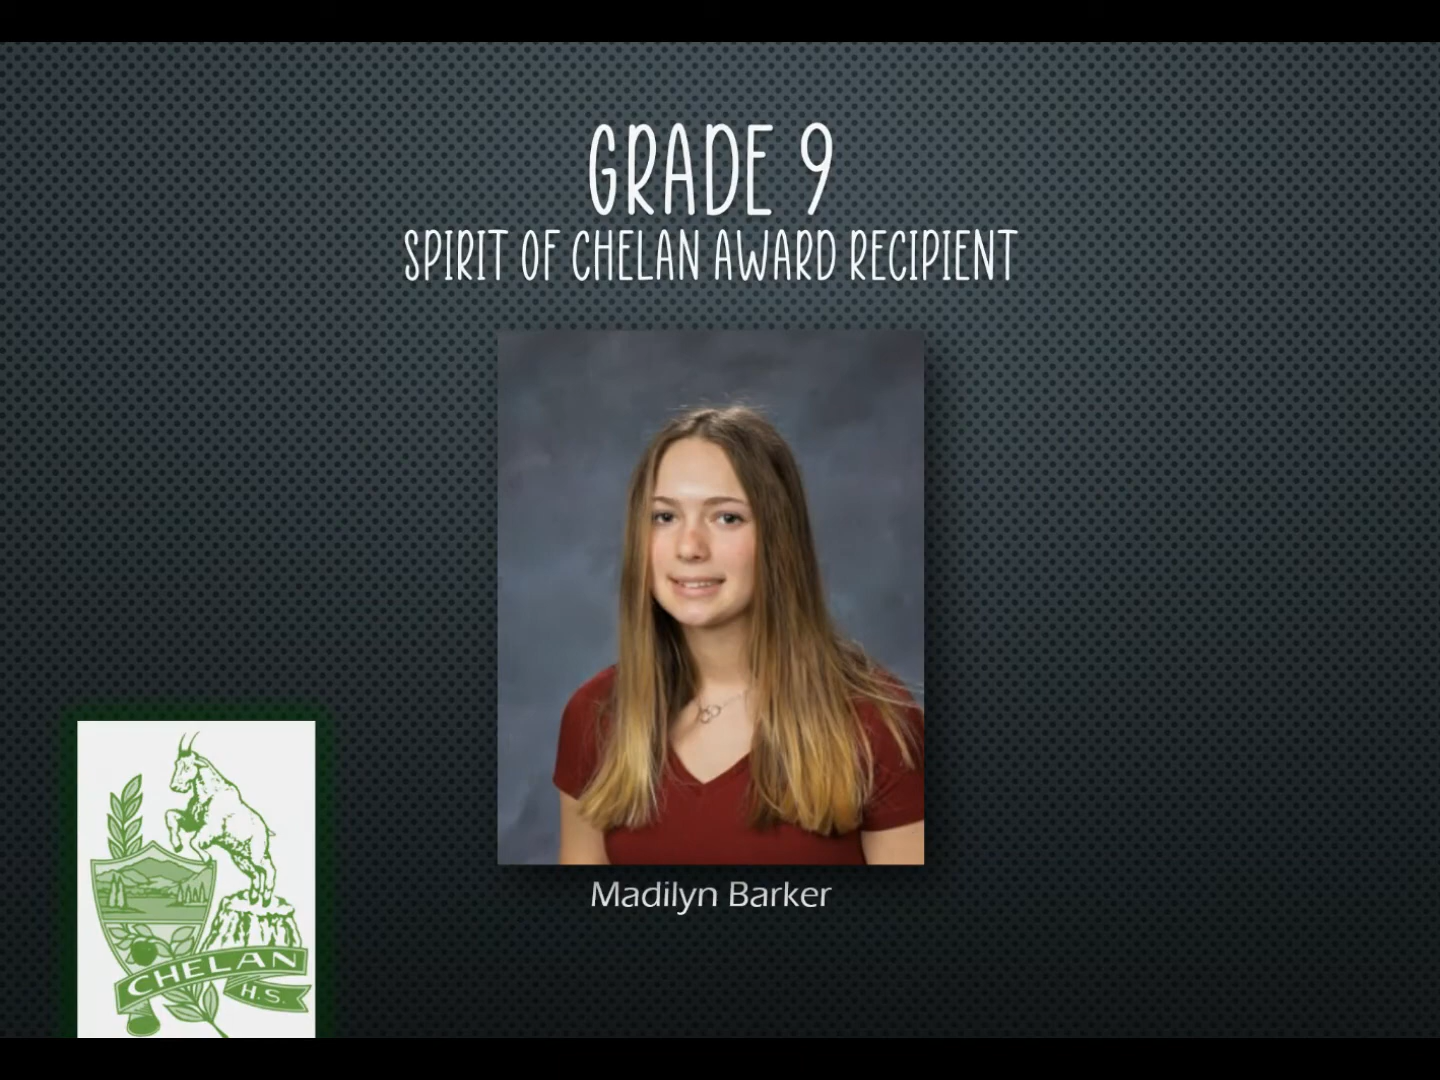 GRADE 9
SPIRIT OF CHELAN AWARD RECIPIENT
Madilyn Barker
CHELAN
H.S.